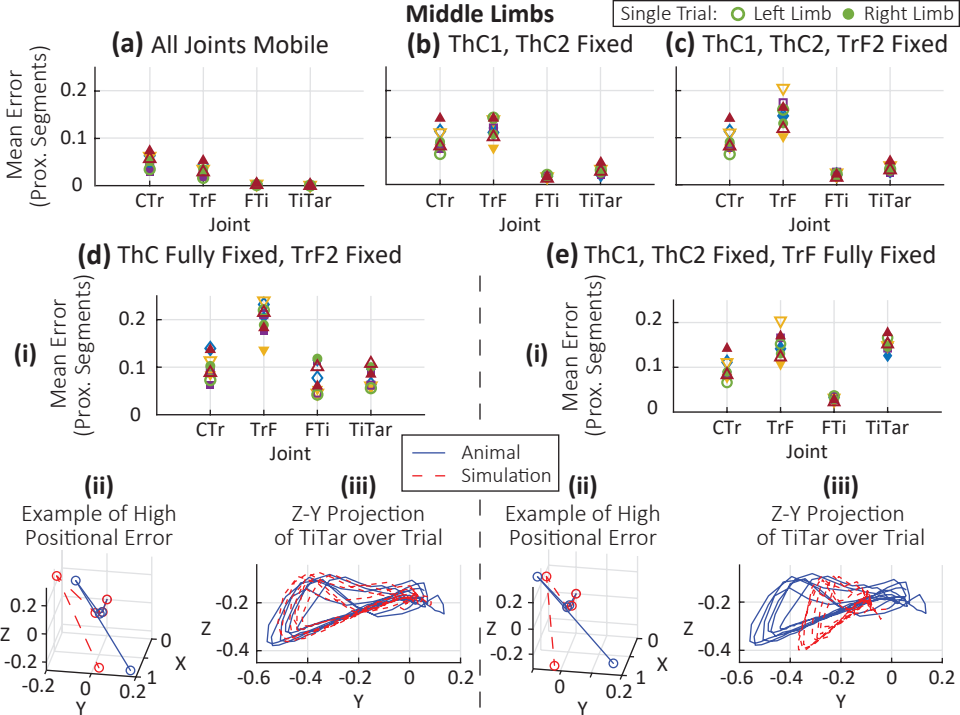 Middle Limbs
Single Trial: Left Limb Right Limb
(a) All Joints Mobile
Mean Error
(Prox. Segments)
0.2
0.1
0
CTr TrF FTi TiTar
Joint
(b) ThC1, ThC2 Fixed
CTr TrF FTi TiTar
Joint
(c) ThC1, ThC2, TrF2 Fixed
0.2
0.1
0
CTr TrF FTi TiTar
Joint
(d) ThC Fully Fixed, TrF2 Fixed
(i)
Mean Error
(Prox. Segments)
0.2
0.1
0
CTr TrF FTi TiTar
Joint
(e) ThC1, ThC2 Fixed, TrF Fully Fixed
(i)
Mean Error
(Prox. Segments)
0.2
0.1
0
CTr TrF FTi TiTar
Joint
Animal
Simulation
(ii)
Example of High
Positional Error
Z
0.2
0
-0.2
-0.2 0 0.2
Y
0
1
X
(iii)
Z-Y Projection
of TiTar over Trial
Z
-0.2
-0.4
-0.6 -0.4 -0.2 0 0.2
Y
(ii)
Example of High
Positional Error
Z
0.2
0
-0.2
-0.2 0 0.2
Y
0
1
X
(iii)
Z-Y Projection
of TiTar over Trial
Z
-0.2
-0.4
-0.6 -0.4 -0.2 0 0.2
Y